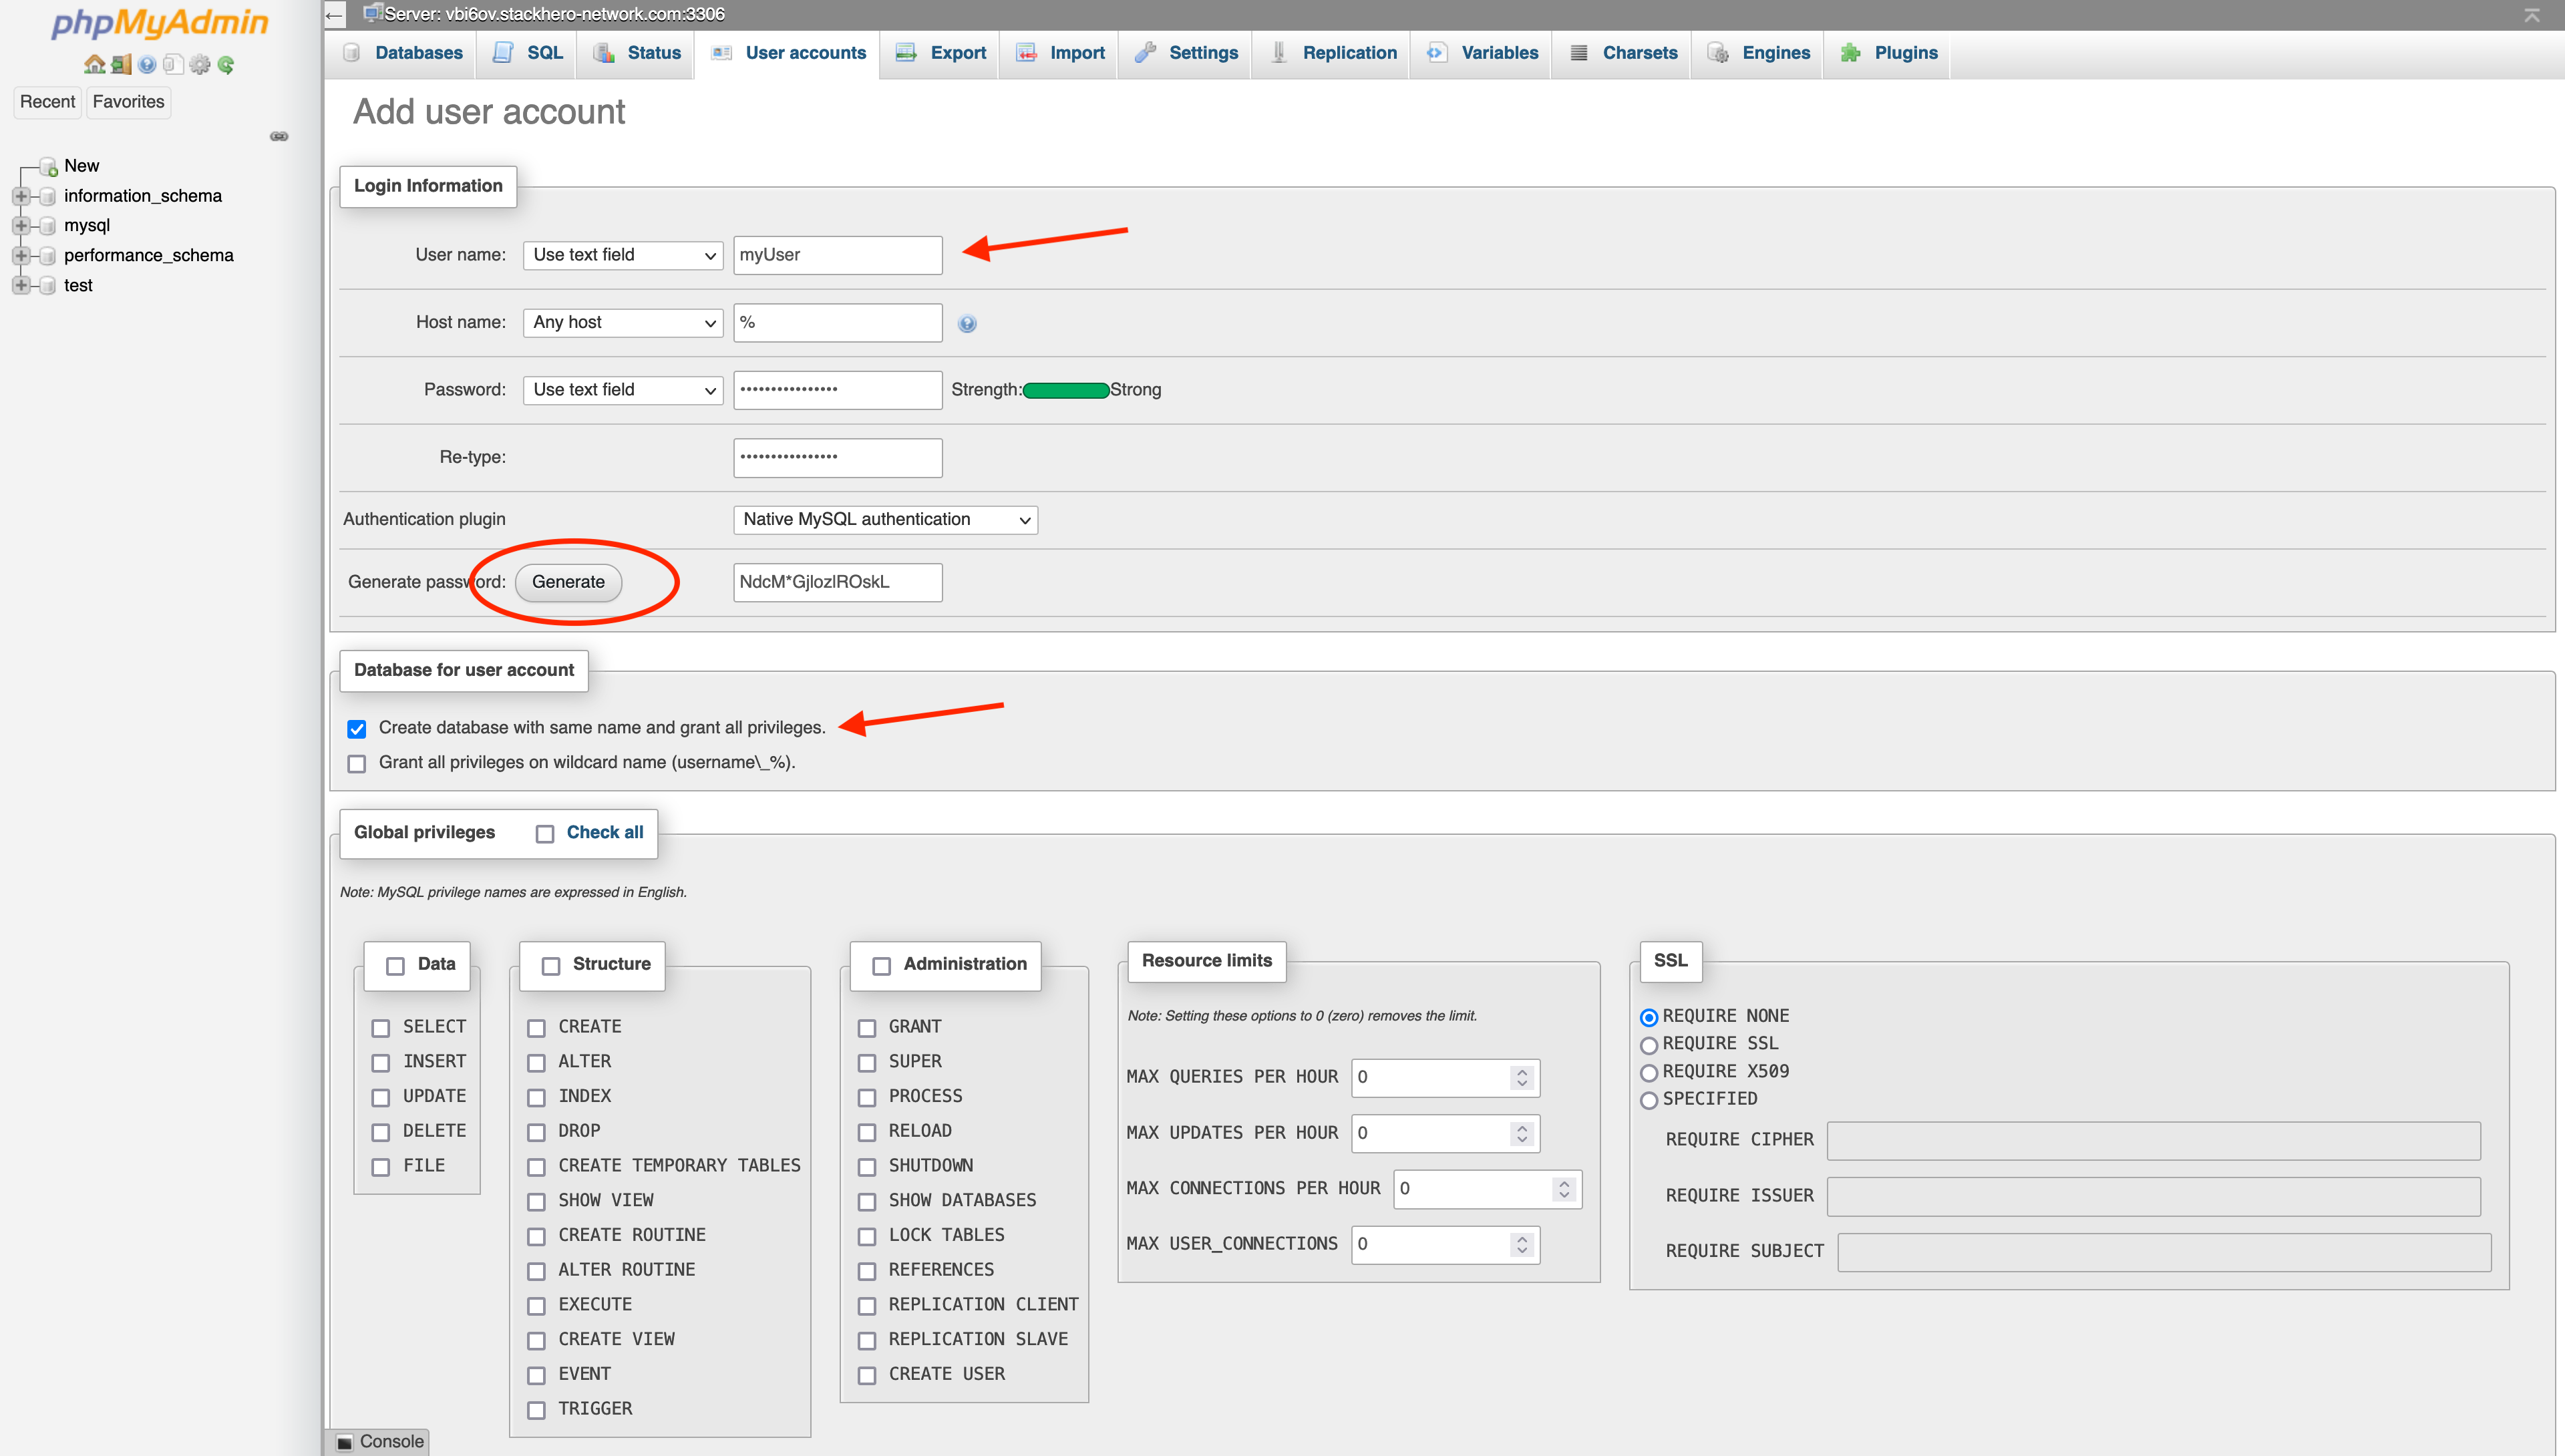 phpMyAdmin
Recent Favorites
New
information_schema
mysql
performance_schema
test
Server: vbi6ov.stackhero-network.com:3306
Databases SQL Status User accounts Export Import Settings Replication Variables Charsets Engines Plugins
Add user account
Login Information
User name: Use text field myUser
Host name: Any host %
Password: Use text field •••••••••••••••• Strength: Strong
Re-type: ••••••••••••••••
Authentication plugin Native MySQL authentication
Generate password: Generate NdcM*GjlozlROskL
Database for user account
Create database with same name and grant all privileges.
Grant all privileges on wildcard name (username\_%).
Global privileges Check all
Note: MySQL privilege names are expressed in English.
Data
SELECT
INSERT
UPDATE
DELETE
FILE
Structure
CREATE
ALTER
INDEX
DROP
CREATE TEMPORARY TABLES
SHOW VIEW
CREATE ROUTINE
ALTER ROUTINE
EXECUTE
CREATE VIEW
EVENT
TRIGGER
Administration
GRANT
SUPER
PROCESS
RELOAD
SHUTDOWN
SHOW DATABASES
LOCK TABLES
REFERENCES
REPLICATION CLIENT
REPLICATION SLAVE
CREATE USER
Resource limits
Note: Setting these options to 0 (zero) removes the limit.
MAX QUERIES PER HOUR 0
MAX UPDATES PER HOUR 0
MAX CONNECTIONS PER HOUR 0
MAX USER_CONNECTIONS 0
SSL
REQUIRE NONE
REQUIRE SSL
REQUIRE X509
SPECIFIED
REQUIRE CIPHER
REQUIRE ISSUER
REQUIRE SUBJECT
Console